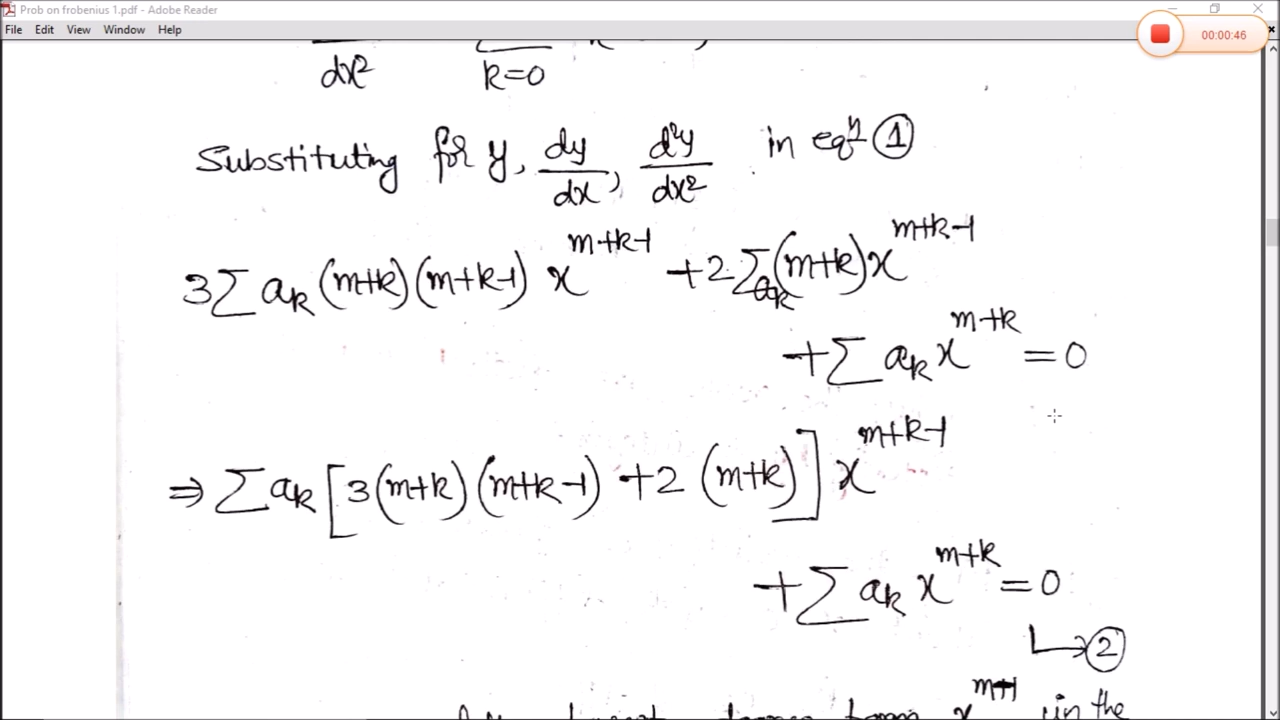 Prob on frobenius 1.pdf - Adobe Reader
File Edit View Window Help
00:00:46
dx² k=0
Substituting for y, dy/dx, d²y/dx² in eqⁿ ①
3∑ aₖ (m+k)(m+k-1) x^{m+k-1} + 2∑ aₖ (m+k) x^{m+k-1}
+ ∑ aₖ x^{m+k} = 0
⇒ ∑ aₖ [3(m+k)(m+k-1) + 2(m+k)] x^{m+k-1}
+ ∑ aₖ x^{m+k} = 0
↳ ②
in the